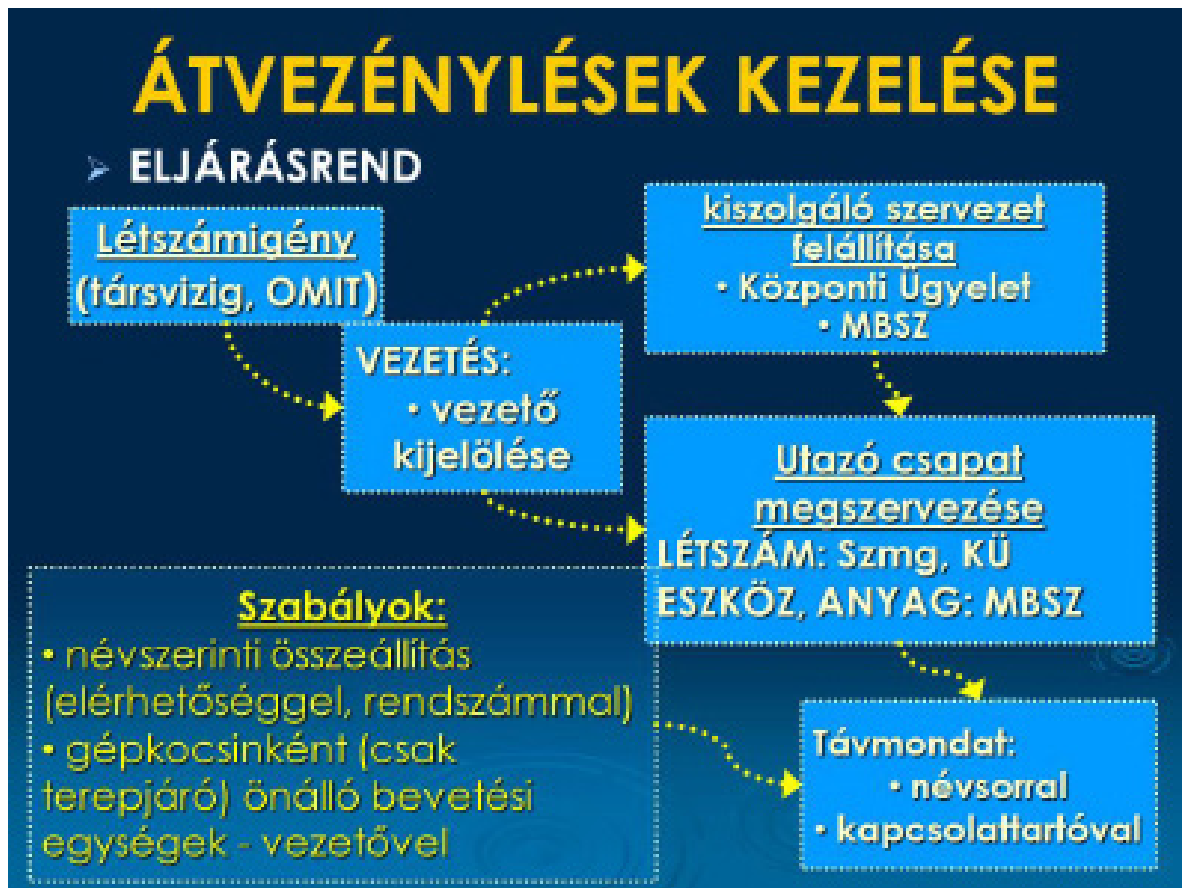 ÁTVEZÉNYLÉSEK KEZELÉSE
ELJÁRÁSREND
Létszámigény
(társvizig, OMIT)
VEZETÉS:
• vezető
kijelölése
kiszolgáló szervezet
felállítása
• Központi Ügyelet
• MBSZ
Utazó csapat
megszervezése
LÉTSZÁM: Szmg, KÜ
ESZKÖZ, ANYAG: MBSZ
Szabályok:
• névszerinti összeállítás
(elérhetőséggel, rendszámmal)
• gépkocsinként (csak
terepjáró) önálló bevetési
egységek - vezetővel
Távmondat:
• névsorral
• kapcsolattartóval